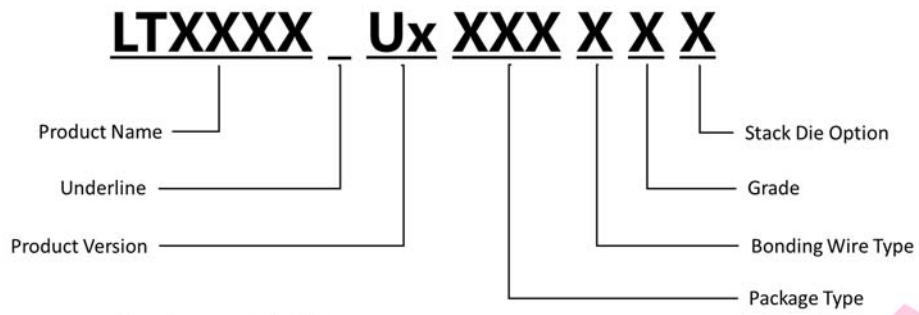 LTXXXX _ Ux XXX X X X
Product Name
Stack Die Option
Underline
Grade
Product Version
Bonding Wire Type
Package Type